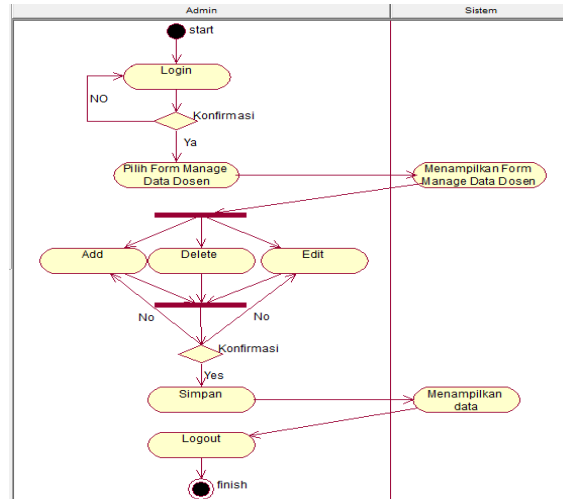 Admin
Sistem
start
Login
NO
Konfirmasi
Ya
Pilih Form Manage
Data Dosen
Menampilkan Form
Manage Data Dosen
Add
Delete
Edit
No
No
Konfirmasi
Yes
Simpan
Menampilkan
data
Logout
finish